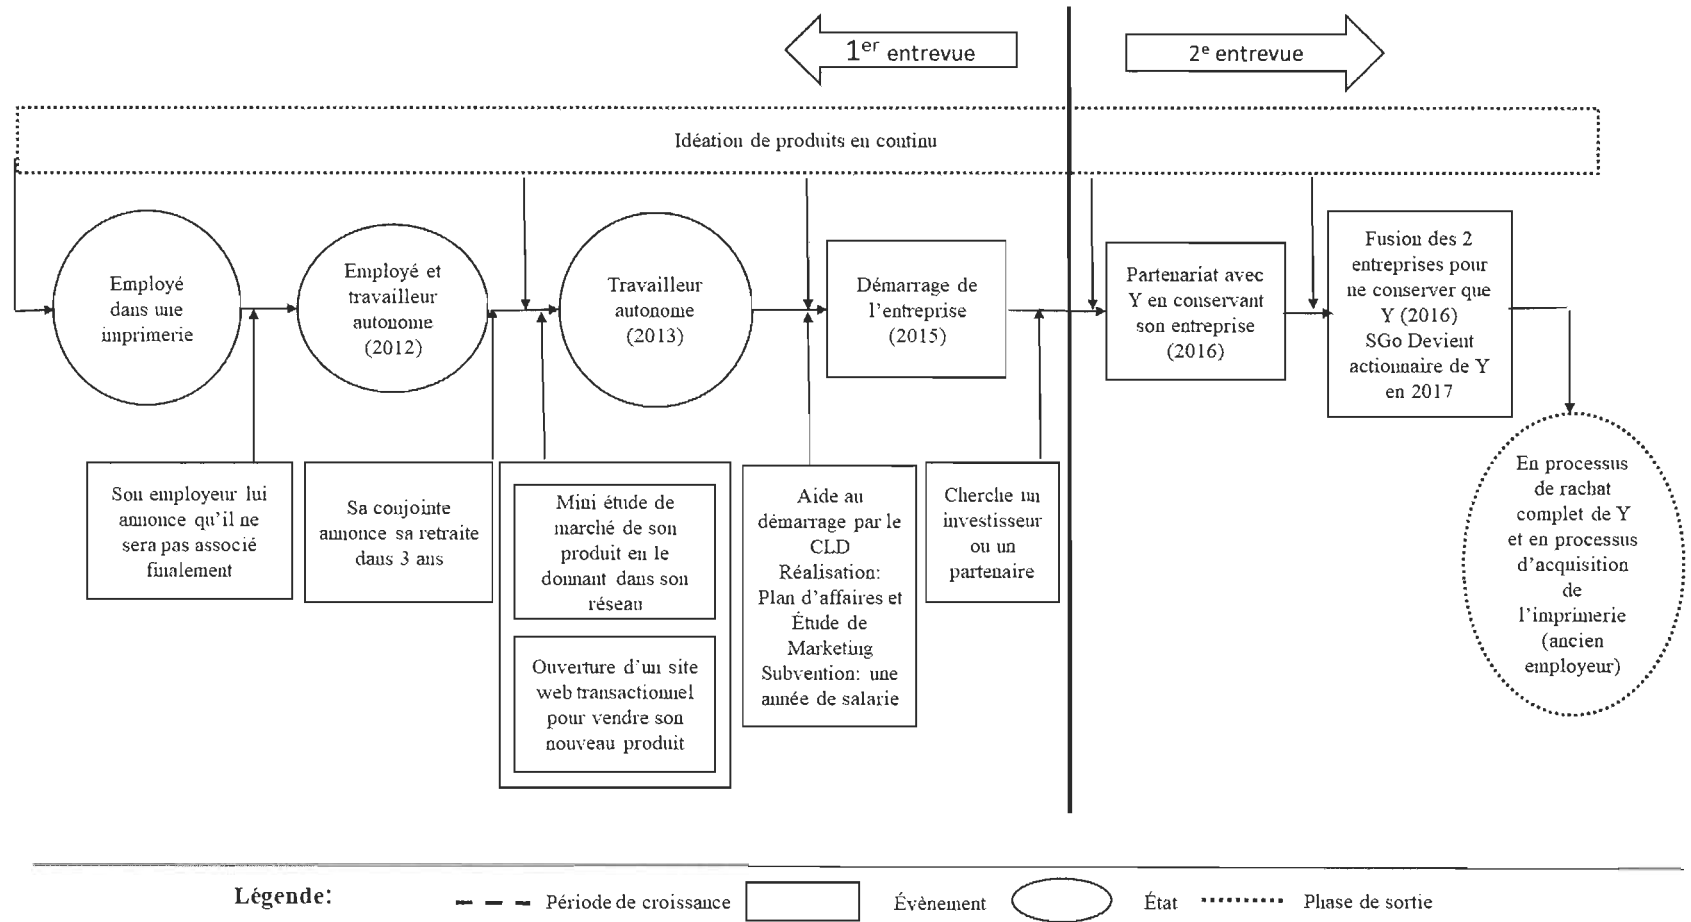 1er entrevue
2e entrevue
Idéation de produits en continu
Employé
dans une
imprimerie
Employé et
travailleur
autonome
(2012)
Travailleur
autonome
(2013)
Démarrage de
l'entreprise
(2015)
Partenariat avec
Y en conservant
son entreprise
(2016)
Fusion des 2
entreprises pour
ne conserver que
Y (2016)
SGo Devient
actionnaire de Y
en 2017
Son employeur lui
annonce qu'il ne
sera pas associé
finalement
Sa conjointe
annonce sa retraite
dans 3 ans
Mini étude de
marché de son
produit en le
donnant dans son
réseau
Ouverture d'un site
web transactionnel
pour vendre son
nouveau produit
Aide au
démarrage par le
CLD
Réalisation:
Plan d'affaires et
Étude de
Marketing
Subvention: une
année de salarie
Cherche un
investisseur
ou un
partenaire
En processus
de rachat
complet de Y
et en processus
d'acquisition
de
l'imprimerie
(ancien
employeur)
Légende:
Période de croissance
Évènement
État
Phase de sortie